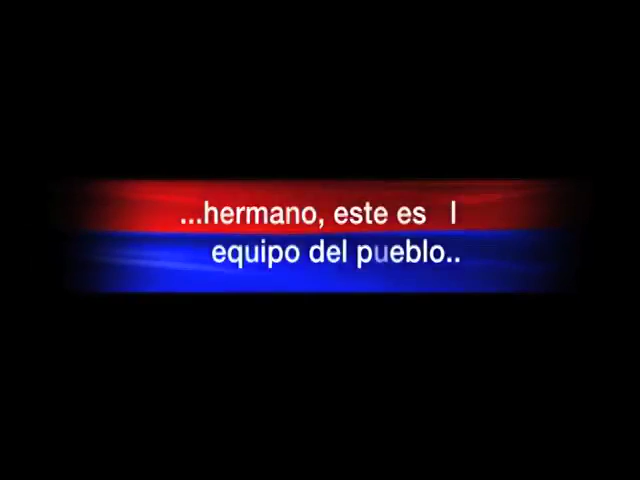 ...hermano, este es l
equipo del pueblo..